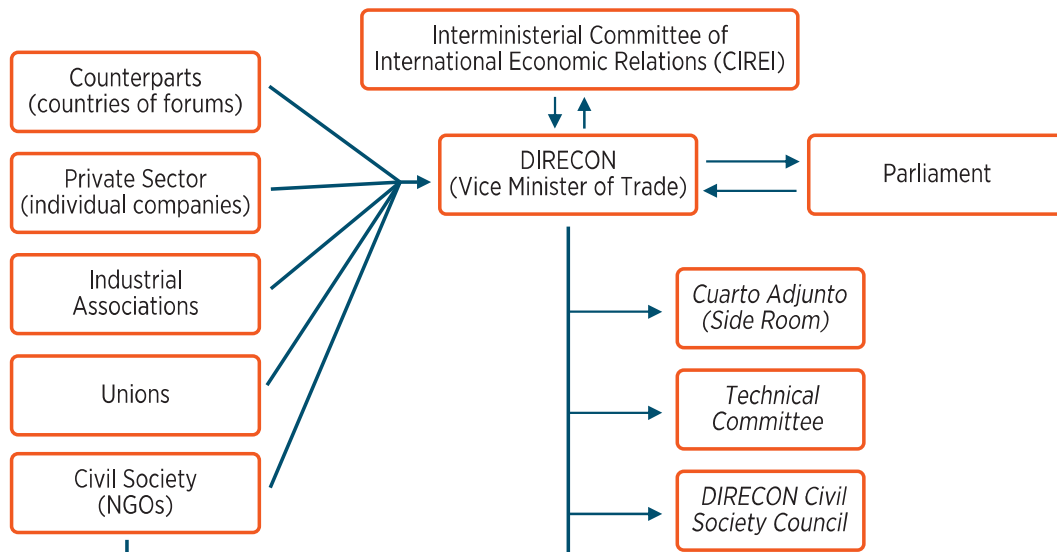 Interministerial Committee of
International Economic Relations (CIREI)
Counterparts
(countries of forums)
Private Sector
(individual companies)
Industrial
Associations
Unions
Civil Society
(NGOs)
DIRECON
(Vice Minister of Trade)
Parliament
Cuarto Adjunto
(Side Room)
Technical
Committee
DIRECON Civil
Society Council